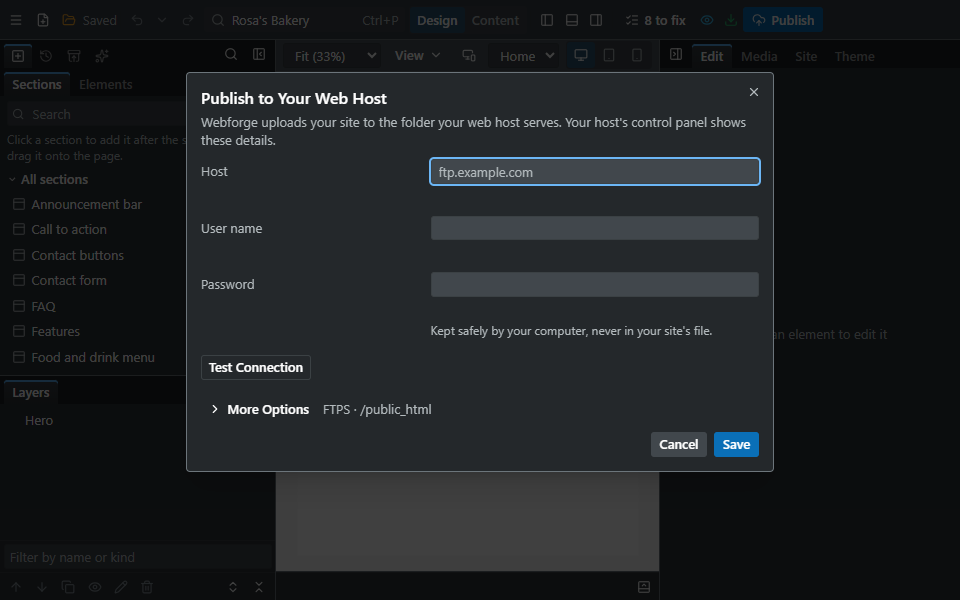 Saved
Rosa's Bakery
Ctrl+P
Design
Content
8 to fix
Publish
Fit (33%)
View
Home
Edit
Media
Site
Theme
Sections
Elements
Search
Click a section to add it after the s
drag it onto the page.
All sections
Announcement bar
Call to action
Contact buttons
Contact form
FAQ
Features
Food and drink menu
Layers
Hero
Filter by name or kind
Publish to Your Web Host
Webforge uploads your site to the folder your web host serves. Your host's control panel shows
these details.
Host
ftp.example.com
User name
Password
Kept safely by your computer, never in your site's file.
Test Connection
More Options
FTPS · /public_html
Cancel
Save
an element to edit it